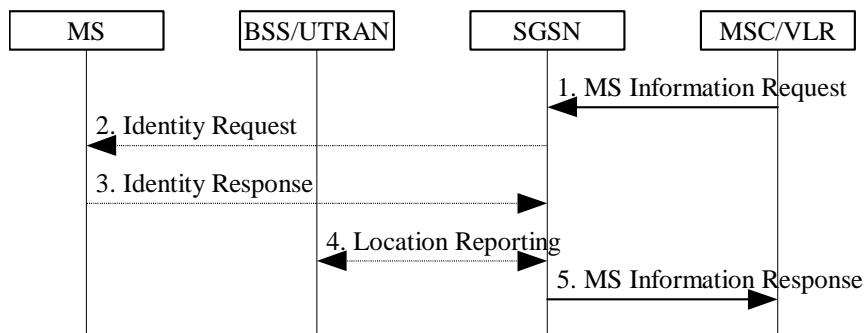 MS
BSS/UTRAN
SGSN
MSC/VLR
1. MS Information Request
2. Identity Request
3. Identity Response
4. Location Reporting
5. MS Information Response